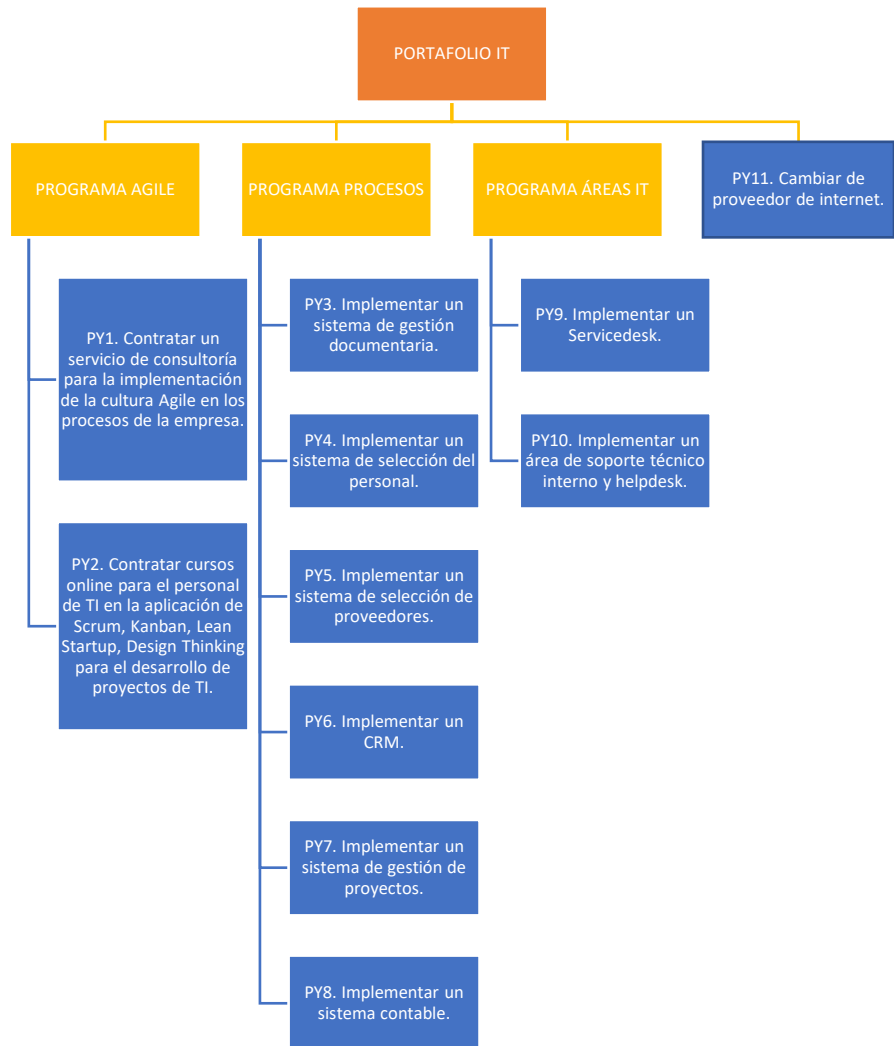 PORTAFOLIO IT
PROGRAMA AGILE
PY1. Contratar un
servicio de consultoría
para la implementación
de la cultura Agile en los
procesos de la empresa.
PY2. Contratar cursos
online para el personal
de TI en la aplicación de
Scrum, Kanban, Lean
Startup, Design Thinking
para el desarrollo de
proyectos de TI.
PROGRAMA PROCESOS
PY3. Implementar un
sistema de gestión
documentaria.
PY4. Implementar un
sistema de selección del
personal.
PY5. Implementar un
sistema de selección de
proveedores.
PY6. Implementar un
CRM.
PY7. Implementar un
sistema de gestión de
proyectos.
PY8. Implementar un
sistema contable.
PROGRAMA ÁREAS IT
PY9. Implementar un
Servicedesk.
PY10. Implementar un
área de soporte técnico
interno y helpdesk.
PY11. Cambiar de
proveedor de internet.